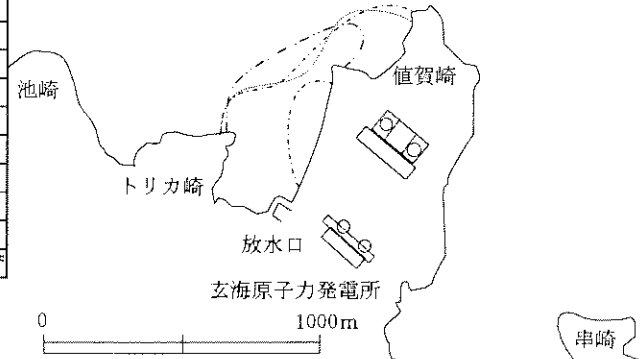 値賀崎
池崎
トリカ崎
放水口
玄海原子力発電所
0 1000m
串崎